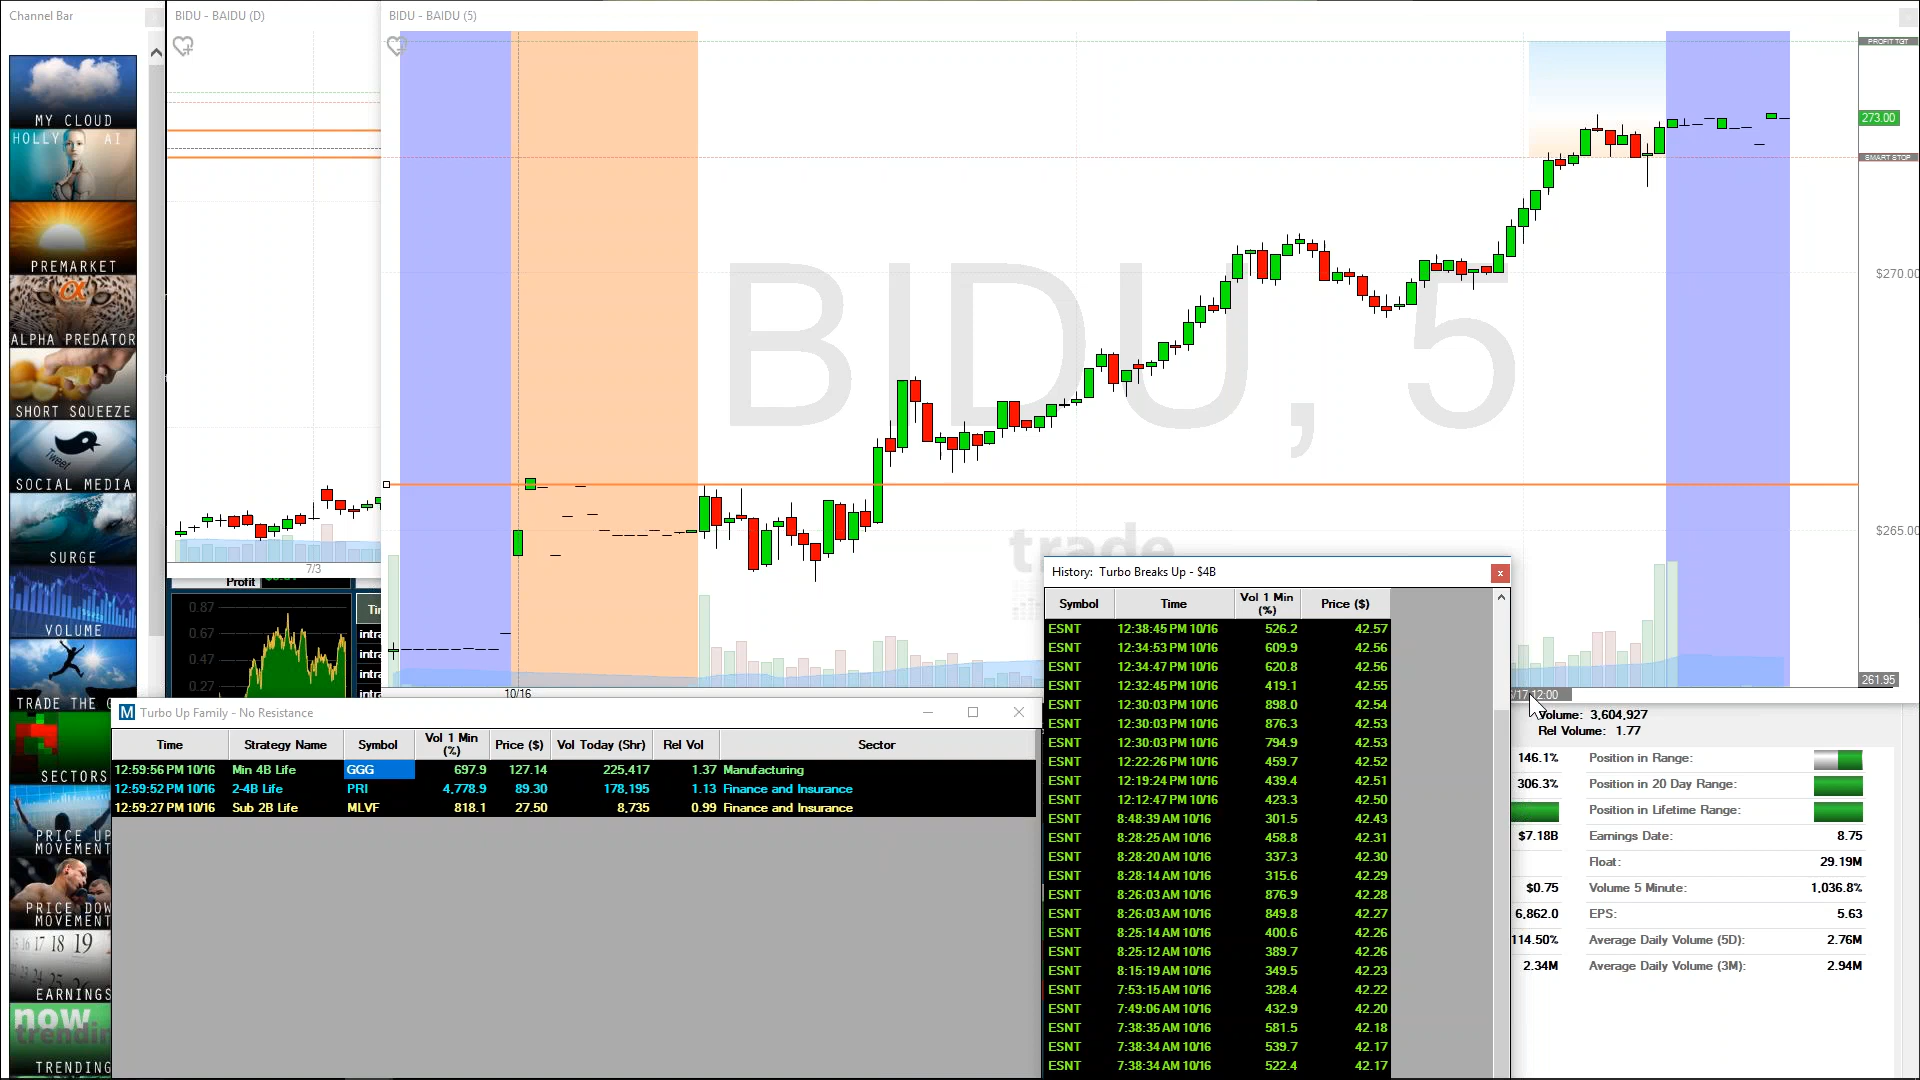 Channel Bar
MY CLOUD
HOLLY AI
PREMARKET
α
ALPHA PREDATOR
SHORT SQUEEZE
Tweet
SOCIAL MEDIA
SURGE
VOLUME
TRADE THE G
SECTORS
PRICE UP
MOVEMENT
PRICE DOW
MOVEMENT
16 17 18 19
EARNINGS
now
trendin
TRENDING
BIDU - BAIDU (D)
7/3
Profit
0.87
0.67
0.47
0.27
Tir
intra
intra
intra
intra
BIDU - BAIDU (5)
BIDU, 5
trade
PROFIT TGT
273.00
SMART STOP
$270.00
$265.00
261.95
10/16
/17 12:00
Turbo Up Family - No Resistance
Time Strategy Name Symbol Vol 1 Min (%) Price ($) Vol Today (Shr) Rel Vol Sector
12:59:56 PM 10/16 Min 4B Life GGG 697.9 127.14 225,417 1.37 Manufacturing
12:59:52 PM 10/16 2-4B Life PRI 4,778.9 89.30 178,195 1.13 Finance and Insurance
12:59:27 PM 10/16 Sub 2B Life MLVF 818.1 27.50 8,735 0.99 Finance and Insurance
History: Turbo Breaks Up - $4B
Symbol Time Vol 1 Min (%) Price ($)
ESNT 12:38:45 PM 10/16 526.2 42.57
ESNT 12:34:53 PM 10/16 609.9 42.56
ESNT 12:34:47 PM 10/16 620.8 42.56
ESNT 12:32:45 PM 10/16 419.1 42.55
ESNT 12:30:03 PM 10/16 898.0 42.54
ESNT 12:30:03 PM 10/16 876.3 42.53
ESNT 12:30:03 PM 10/16 794.9 42.53
ESNT 12:22:26 PM 10/16 459.7 42.52
ESNT 12:19:24 PM 10/16 439.4 42.51
ESNT 12:12:47 PM 10/16 423.3 42.50
ESNT 8:48:39 AM 10/16 301.5 42.43
ESNT 8:28:25 AM 10/16 458.8 42.31
ESNT 8:28:20 AM 10/16 337.3 42.30
ESNT 8:28:14 AM 10/16 315.6 42.29
ESNT 8:26:03 AM 10/16 876.9 42.28
ESNT 8:26:03 AM 10/16 849.8 42.27
ESNT 8:25:14 AM 10/16 400.6 42.26
ESNT 8:25:12 AM 10/16 389.7 42.26
ESNT 8:15:19 AM 10/16 349.5 42.23
ESNT 7:53:15 AM 10/16 328.4 42.22
ESNT 7:49:06 AM 10/16 432.9 42.20
ESNT 7:38:35 AM 10/16 581.5 42.18
ESNT 7:38:34 AM 10/16 539.7 42.17
ESNT 7:38:34 AM 10/16 522.4 42.17
Volume: 3,604,927
Rel Volume: 1.77
146.1% Position in Range:
306.3% Position in 20 Day Range:
Position in Lifetime Range:
$7.18B Earnings Date: 8.75
Float: 29.19M
$0.75 Volume 5 Minute: 1,036.8%
6,862.0 EPS: 5.63
114.50% Average Daily Volume (5D): 2.76M
2.34M Average Daily Volume (3M): 2.94M